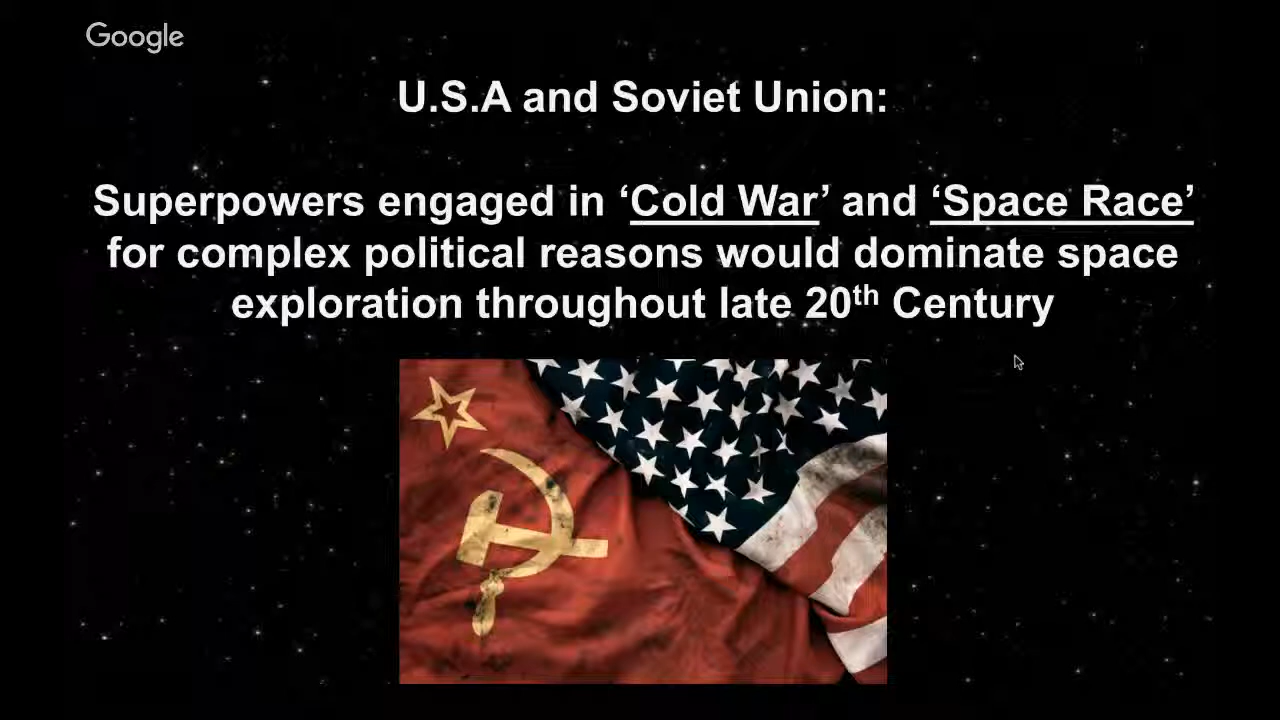 Google
U.S.A and Soviet Union:
Superpowers engaged in ‘Cold War’ and ‘Space Race’
for complex political reasons would dominate space
exploration throughout late 20th Century